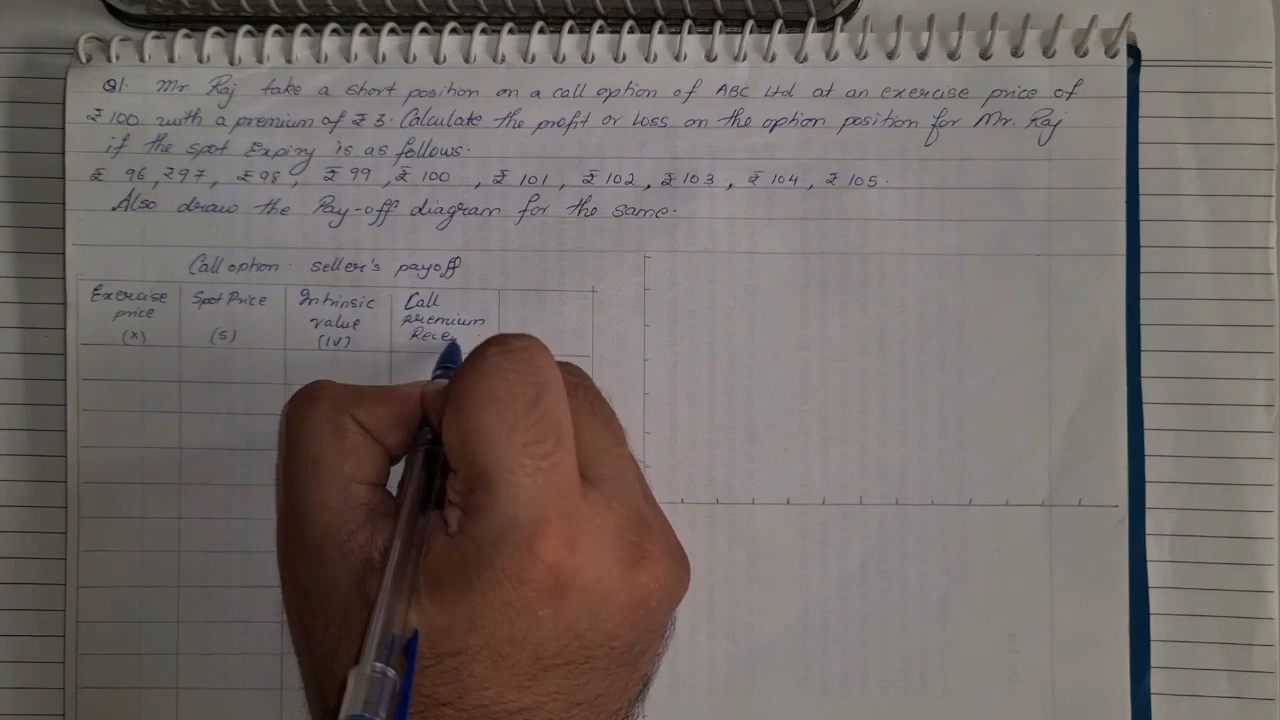 Q1. Mr Raj take a short position on a call option of ABC Ltd at an exercise price of
₹ 100 with a premium of ₹ 3. Calculate the profit or loss on the option position for Mr. Raj
if the spot Expiry is as follows.
₹ 96, ₹97, ₹98, ₹ 99, ₹ 100, ₹ 101, ₹ 102, ₹ 103, ₹ 104, ₹ 105.
Also draw the Pay-off diagram for the same.
Call option: seller's payoff
Exercise price (X)
Spot Price (S)
Intrinsic value (IV)
Call premium Rece